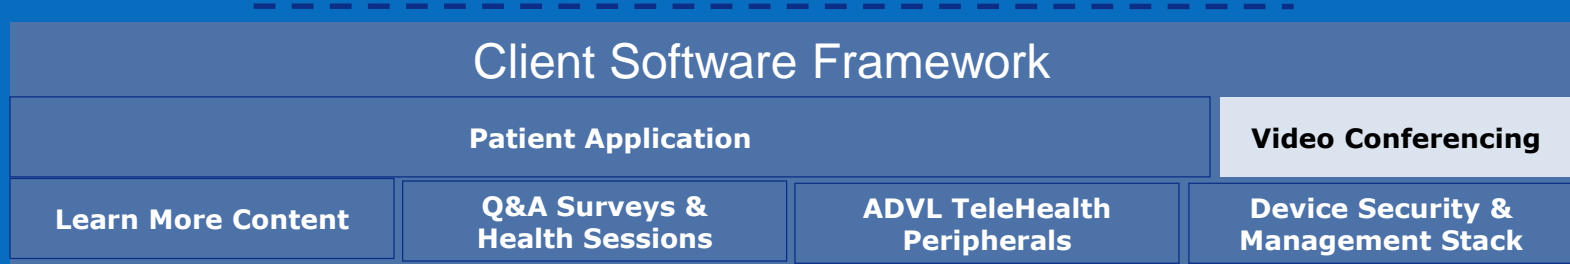 Client Software Framework
Patient Application
Video Conferencing
Learn More Content
Q&A Surveys &
Health Sessions
ADVL TeleHealth
Peripherals
Device Security &
Management Stack